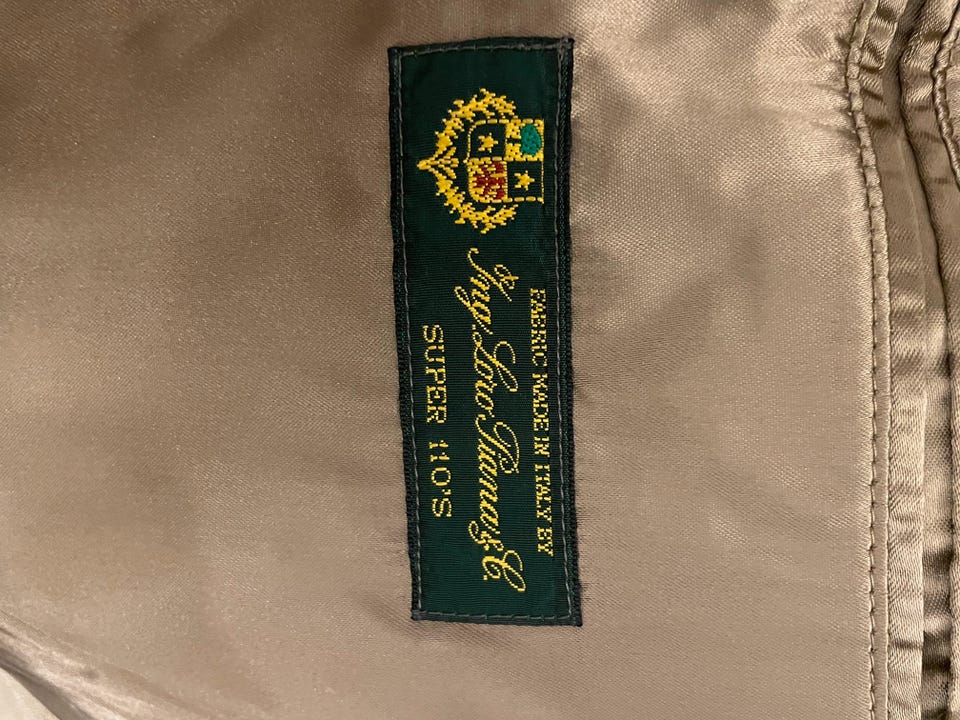 FABRIC MADE IN ITALY BY
Ing. Loro Piana & C.
SUPER 110'S